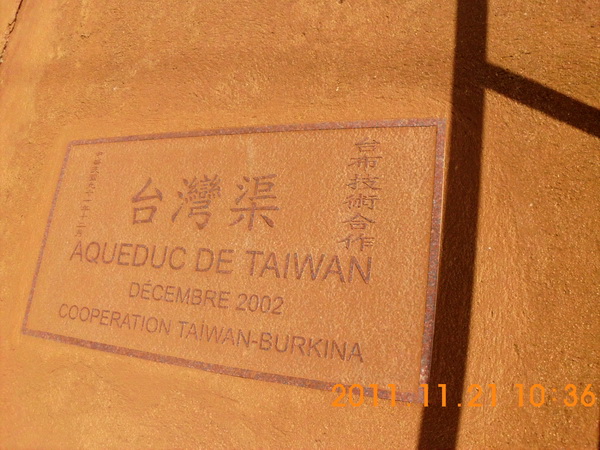 台布技術合作
台灣渠
AQUEDUC DE TAIWAN
DÉCEMBRE 2002
COOPERATION TAÏWAN-BURKINA
2011.11.21 10:36